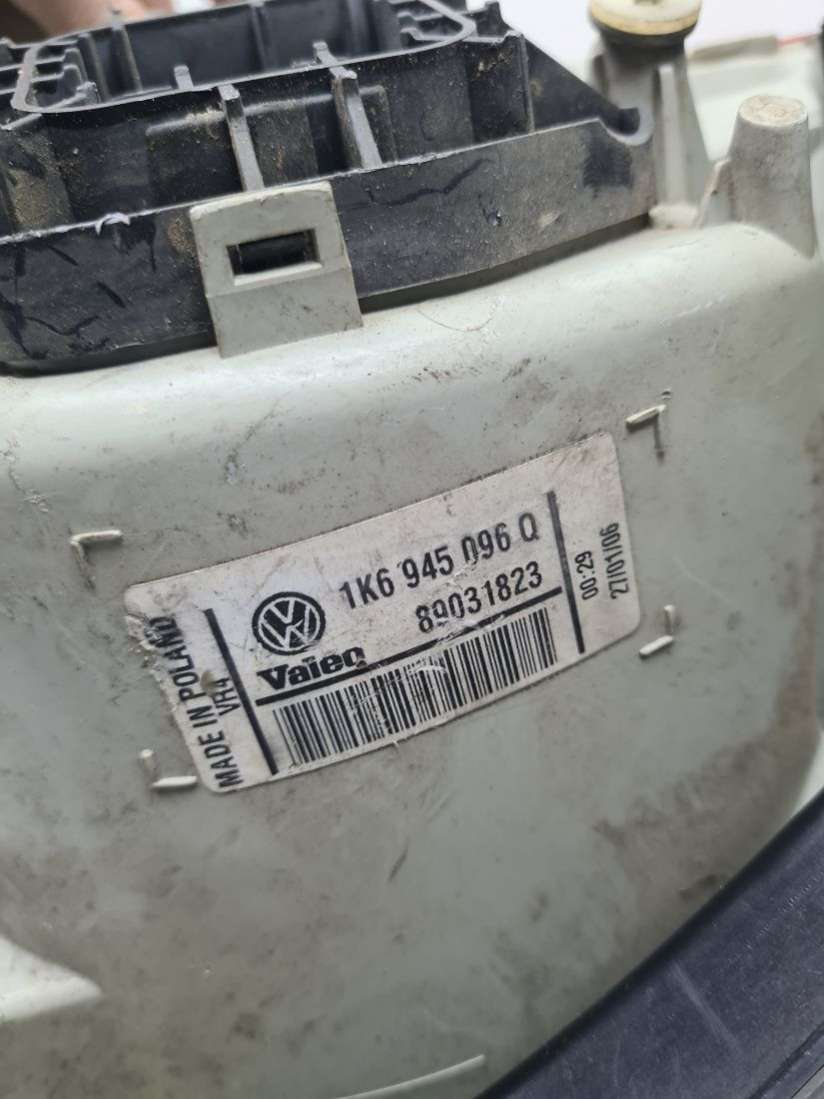 MADE IN POLAND
VR4
1K6 945 096 Q
89031823
Valeo
00:29
27/01/06